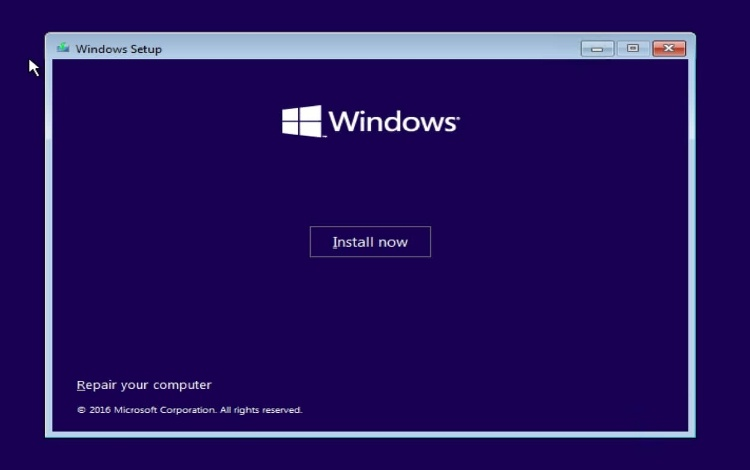 Windows Setup
Windows
Install now
Repair your computer
© 2016 Microsoft Corporation. All rights reserved.